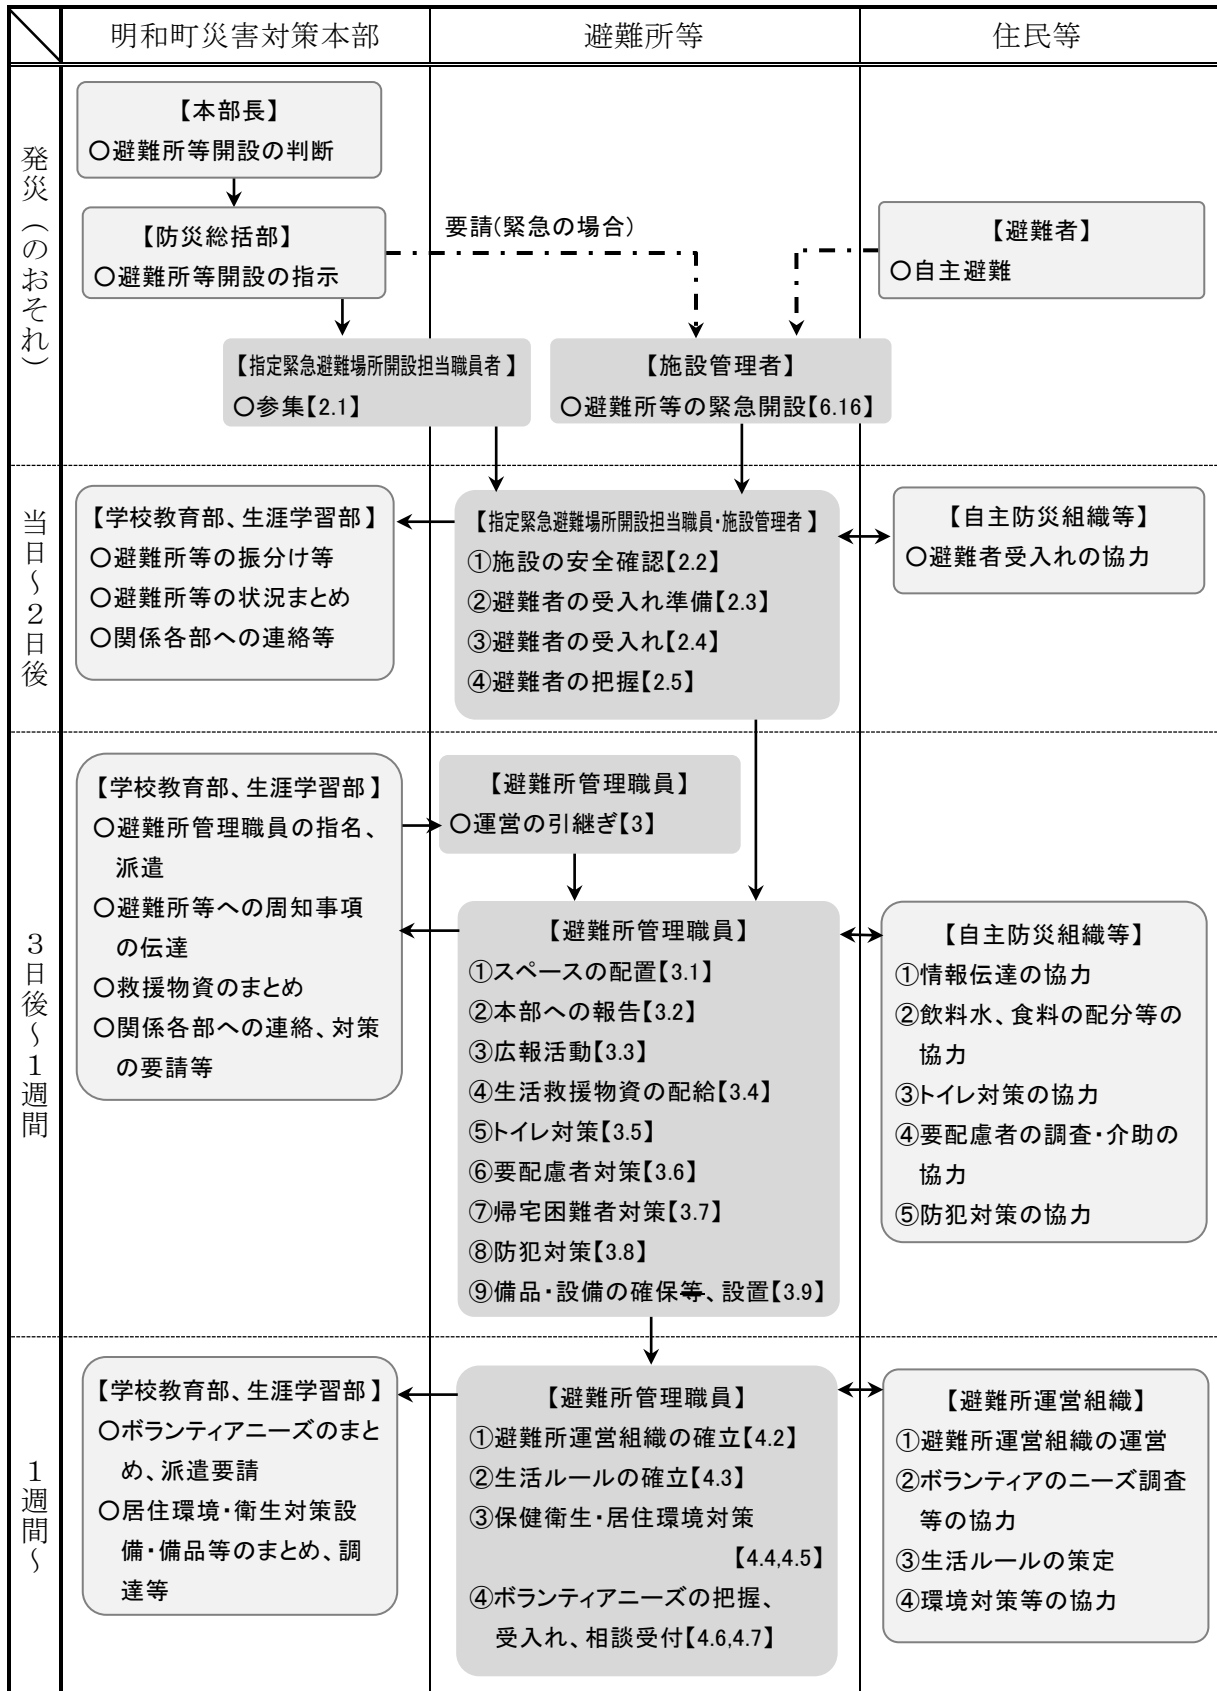 明和町災害対策本部
避難所等
住民等
発災（のおそれ）
【本部長】
〇避難所等開設の判断
【防災総括部】
〇避難所等開設の指示
要請(緊急の場合)
【避難者】
〇自主避難
【指定緊急避難場所開設担当職員者】
〇参集【2.1】
【施設管理者】
〇避難所等の緊急開設【6.16】
当日～２日後
【学校教育部、生涯学習部】
〇避難所等の振分け等
〇避難所等の状況まとめ
〇関係各部への連絡等
【指定緊急避難場所開設担当職員・施設管理者】
①施設の安全確認【2.2】
②避難者の受入れ準備【2.3】
③避難者の受入れ【2.4】
④避難者の把握【2.5】
【自主防災組織等】
〇避難者受入れの協力
３日後～１週間
【学校教育部、生涯学習部】
〇避難所管理職員の指名、
派遣
〇避難所等への周知事項
の伝達
〇救援物資のまとめ
〇関係各部への連絡、対策
の要請等
【避難所管理職員】
〇運営の引継ぎ【3】
【避難所管理職員】
①スペースの配置【3.1】
②本部への報告【3.2】
③広報活動【3.3】
④生活救援物資の配給【3.4】
⑤トイレ対策【3.5】
⑥要配慮者対策【3.6】
⑦帰宅困難者対策【3.7】
⑧防犯対策【3.8】
⑨備品・設備の確保等、設置【3.9】
【自主防災組織等】
①情報伝達の協力
②飲料水、食料の配分等の
協力
③トイレ対策の協力
④要配慮者の調査・介助の
協力
⑤防犯対策の協力
１週間～
【学校教育部、生涯学習部】
〇ボランティアニーズのまと
め、派遣要請
〇居住環境・衛生対策設
備・備品等のまとめ、調
達等
【避難所管理職員】
①避難所運営組織の確立【4.2】
②生活ルールの確立【4.3】
③保健衛生・居住環境対策
【4.4,4.5】
④ボランティアニーズの把握、
受入れ、相談受付【4.6,4.7】
【避難所運営組織】
①避難所運営組織の運営
②ボランティアのニーズ調査
等の協力
③生活ルールの策定
④環境対策等の協力